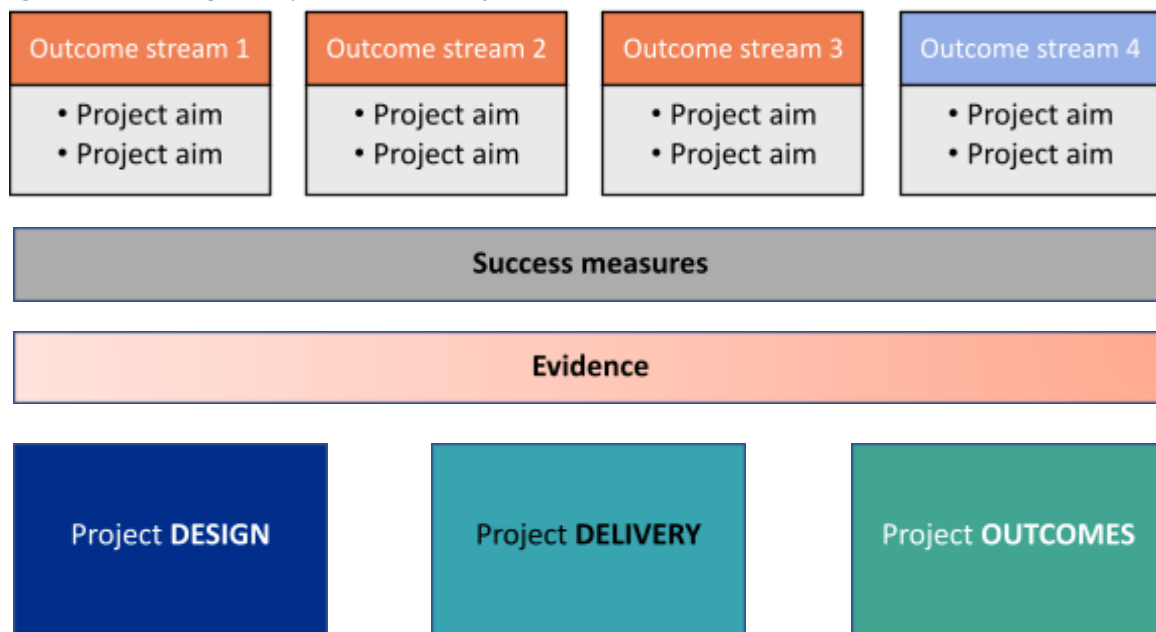 Outcome stream 1
• Project aim
• Project aim
Outcome stream 2
• Project aim
• Project aim
Outcome stream 3
• Project aim
• Project aim
Outcome stream 4
• Project aim
• Project aim
Success measures
Evidence
Project DESIGN
Project DELIVERY
Project OUTCOMES